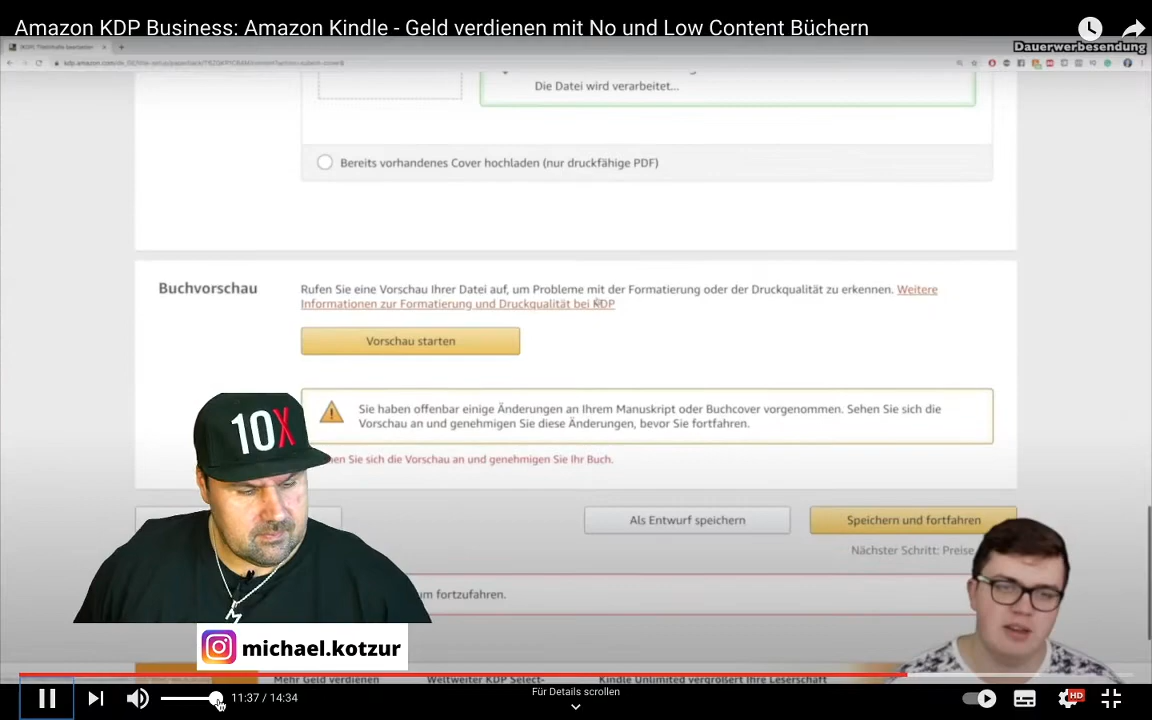 Amazon KDP Business: Amazon Kindle - Geld verdienen mit No und Low Content Büchern
Dauerwerbesendung
Die Datei wird verarbeitet...
Bereits vorhandenes Cover hochladen (nur druckfähige PDF)
Buchvorschau
Rufen Sie eine Vorschau Ihrer Datei auf, um Probleme mit der Formatierung oder der Druckqualität zu erkennen. Weitere
Informationen zur Formatierung und Druckqualität bei KDP
Vorschau starten
Sie haben offenbar einige Änderungen an Ihrem Manuskript oder Buchcover vorgenommen. Sehen Sie sich die
Vorschau an und genehmigen Sie diese Änderungen, bevor Sie fortfahren.
Sie sich die Vorschau an und genehmigen Sie Ihr Buch.
10X
Als Entwurf speichern
Speichern und fortfahren
Nächster Schritt: Preise
fortzufahren.
michael.kotzur
Mehr Geld verdienen
Weltweiter KDP Select-
Kindle Unlimited vergrößert Ihre Leserschaft
11:37 / 14:34
Für Details scrollen
HD